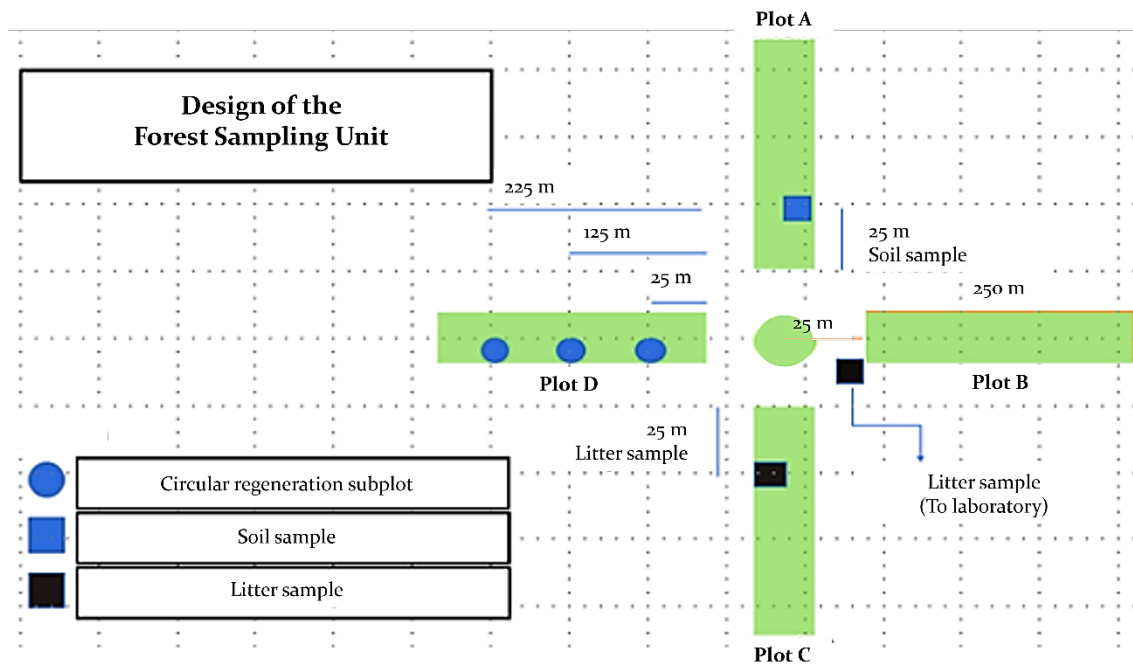 Plot A
Design of the
Forest Sampling Unit
225 m
125 m
25 m
25 m
Soil sample
250 m
25 m
Plot D
Plot B
25 m
Litter sample
Litter sample
(To laboratory)
Circular regeneration subplot
Soil sample
Litter sample
Plot C